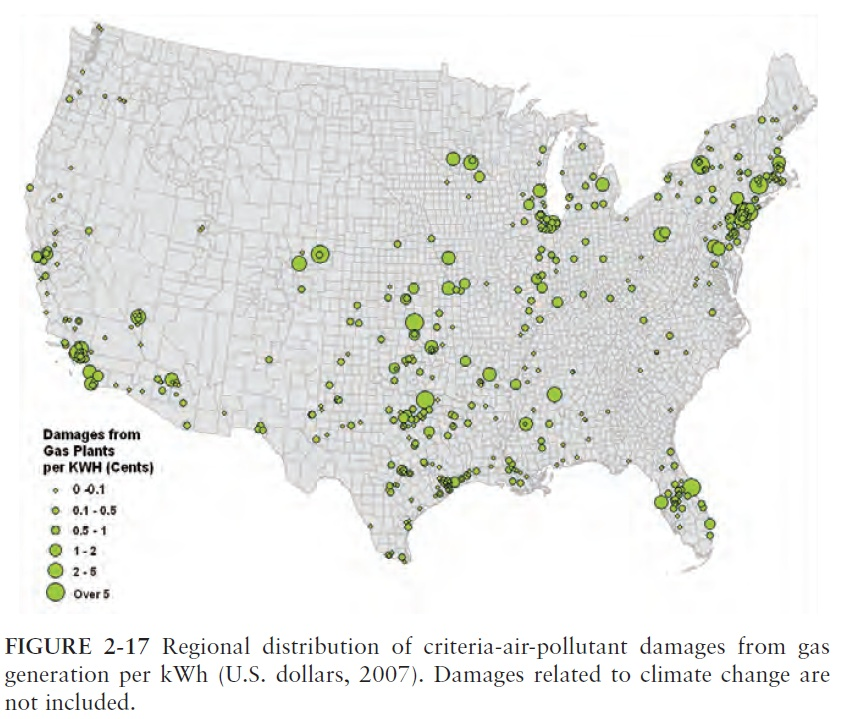 Damages from
Gas Plants
per KWH (Cents)
0 -0.1
0.1 - 0.5
0.5 - 1
1 - 2
2 - 5
Over 5
FIGURE 2-17 Regional distribution of criteria-air-pollutant damages from gas
generation per kWh (U.S. dollars, 2007). Damages related to climate change are
not included.